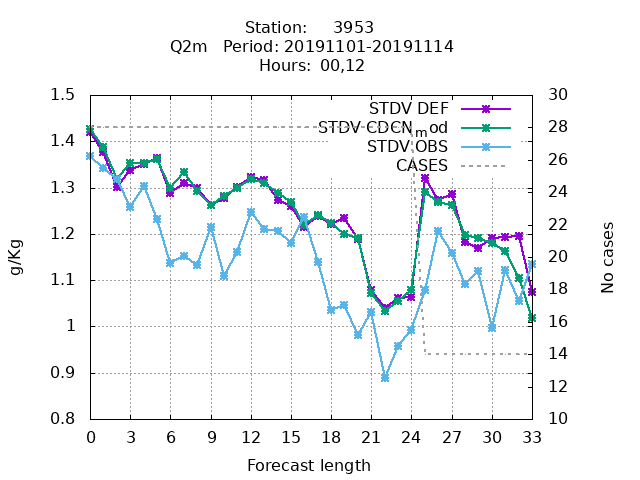 Station: 3953
Q2m Period: 20191101-20191114
Hours: 00,12
STDV DEF
STDV CDCN_mod
STDV OBS
CASES
1.5
1.4
1.3
1.2
1.1
1
0.9
0.8
30
28
26
24
22
20
18
16
14
12
10
g/Kg
No cases
0 3 6 9 12 15 18 21 24 27 30 33
Forecast length